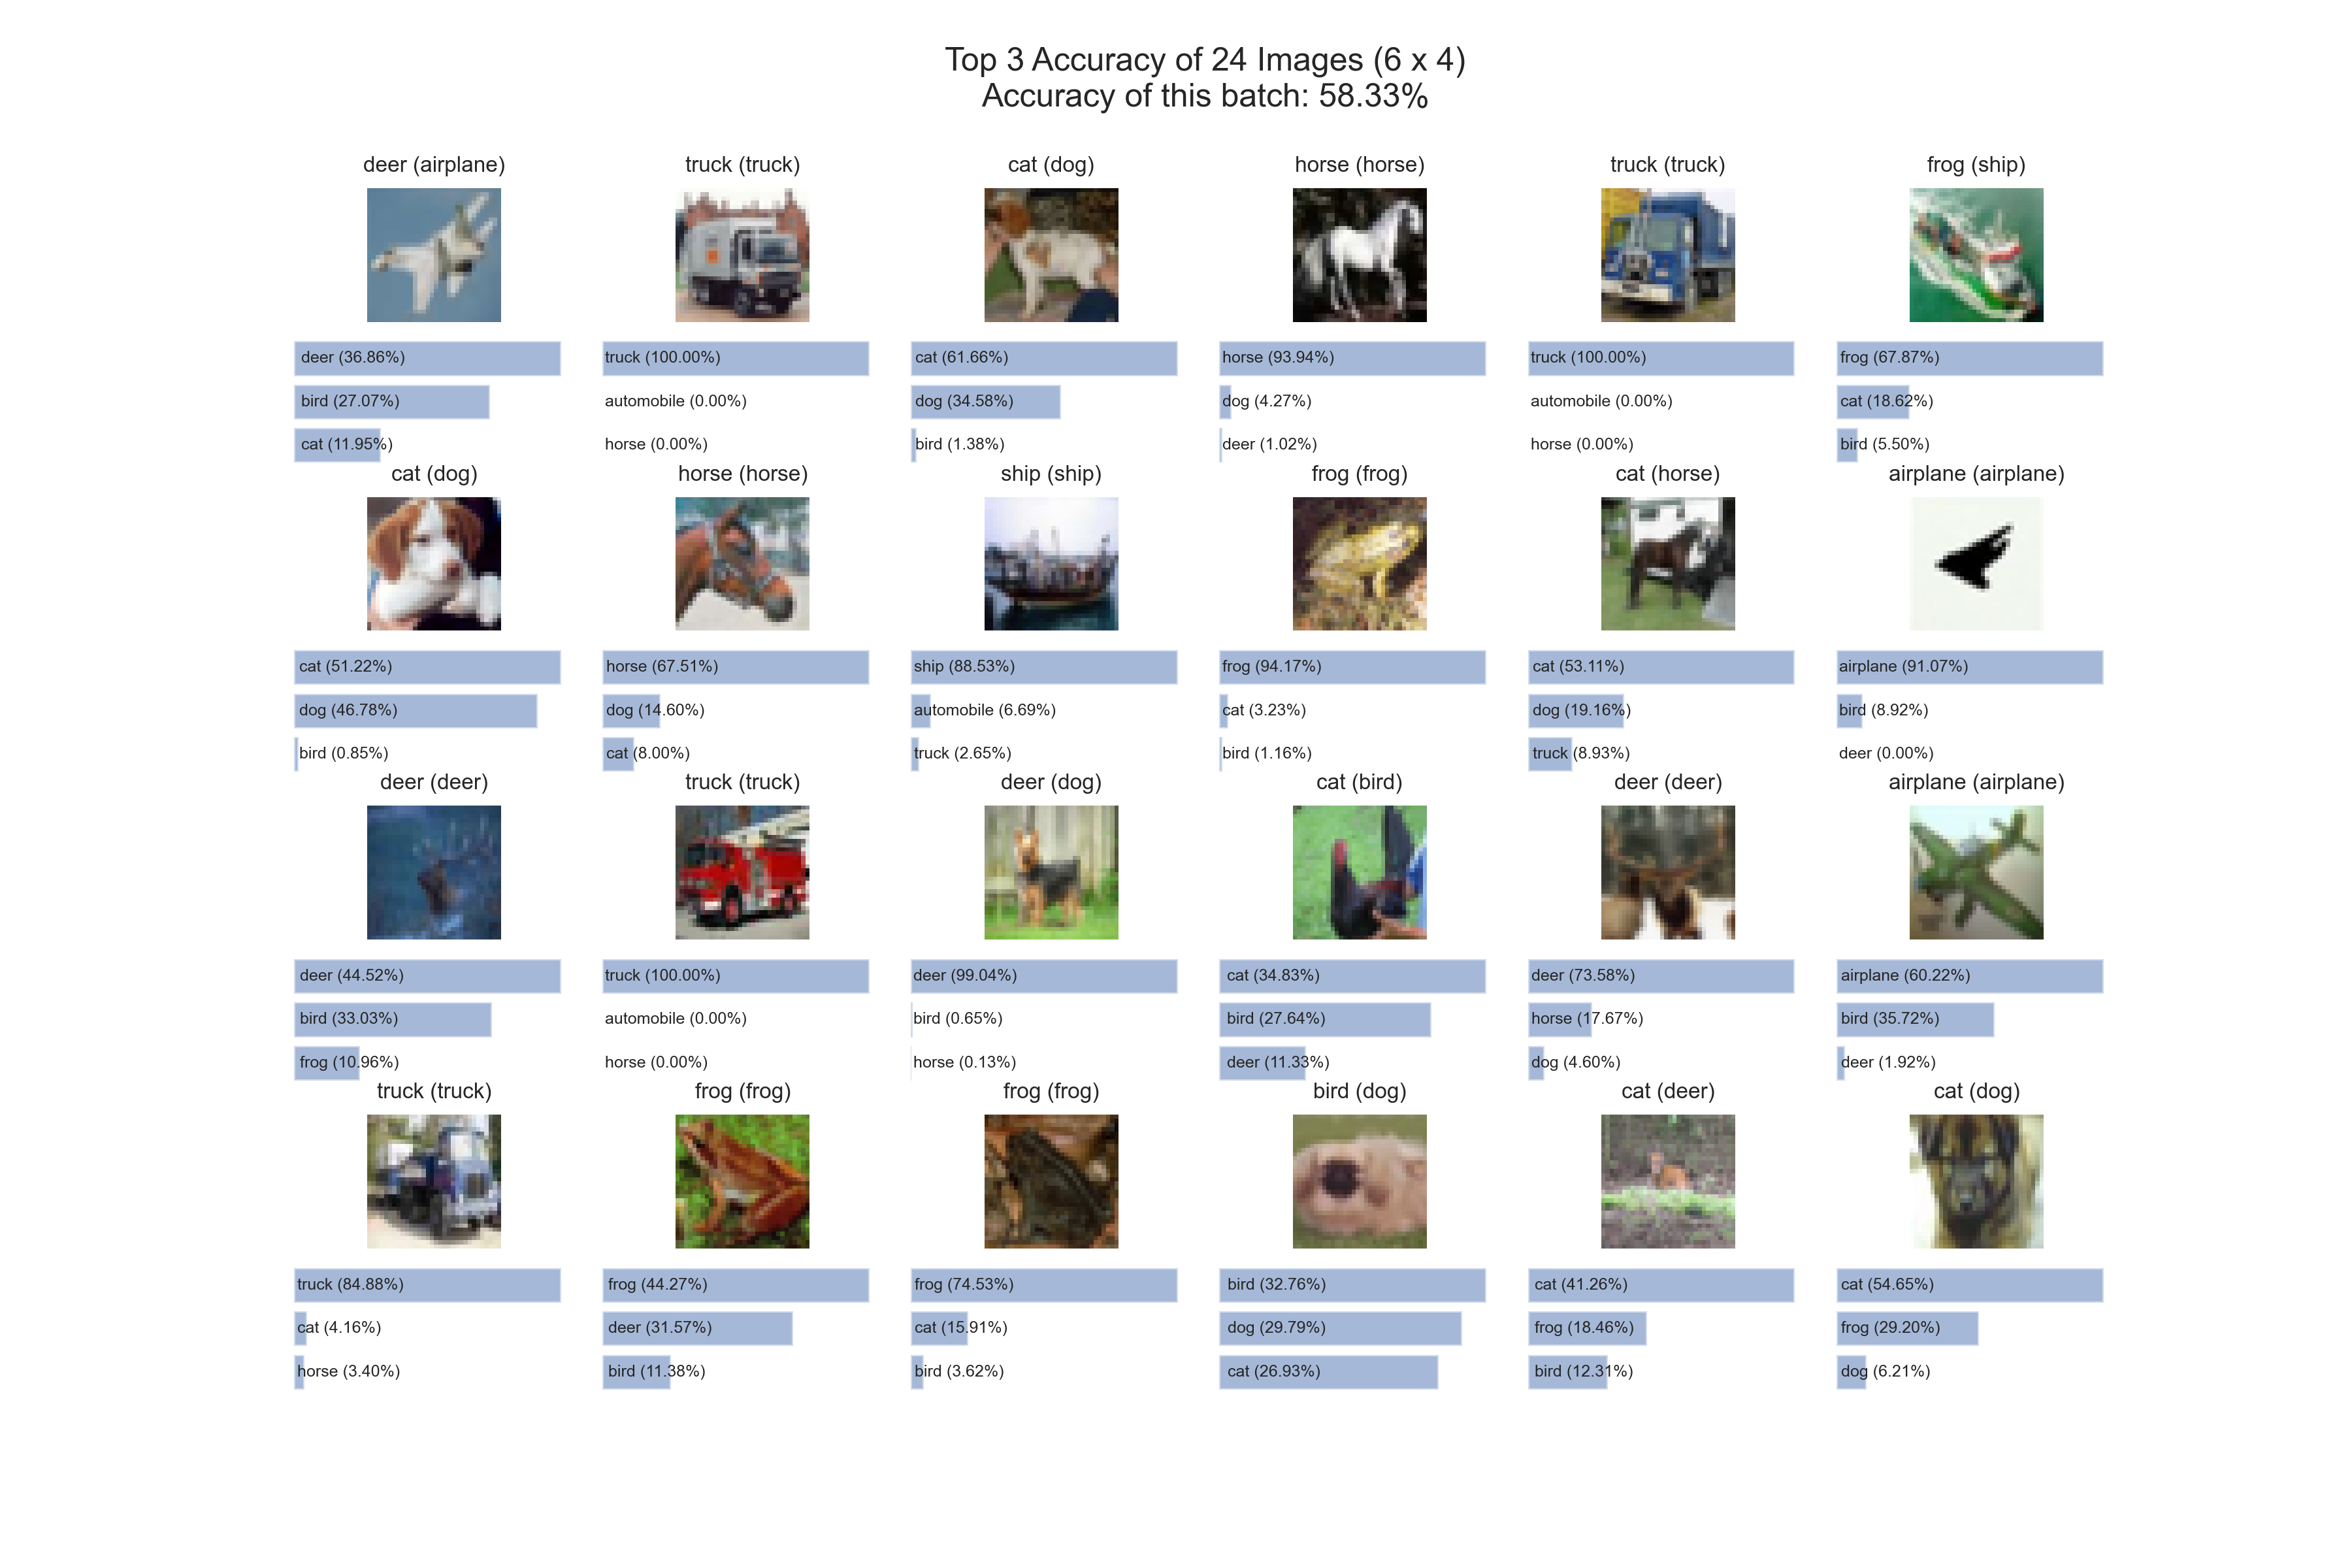 Top 3 Accuracy of 24 Images (6 x 4)
Accuracy of this batch: 58.33%
deer (airplane)
deer (36.86%)
bird (27.07%)
cat (11.95%)
truck (truck)
truck (100.00%)
automobile (0.00%)
horse (0.00%)
cat (dog)
cat (61.66%)
dog (34.58%)
bird (1.38%)
horse (horse)
horse (93.94%)
dog (4.27%)
deer (1.02%)
truck (truck)
truck (100.00%)
automobile (0.00%)
horse (0.00%)
frog (ship)
frog (67.87%)
cat (18.62%)
bird (5.50%)
cat (dog)
cat (51.22%)
dog (46.78%)
bird (0.85%)
horse (horse)
horse (67.51%)
dog (14.60%)
cat (8.00%)
ship (ship)
ship (88.53%)
automobile (6.69%)
truck (2.65%)
frog (frog)
frog (94.17%)
cat (3.23%)
bird (1.16%)
cat (horse)
cat (53.11%)
dog (19.16%)
truck (8.93%)
airplane (airplane)
airplane (91.07%)
bird (8.92%)
deer (0.00%)
deer (deer)
deer (44.52%)
bird (33.03%)
frog (10.96%)
truck (truck)
truck (100.00%)
automobile (0.00%)
horse (0.00%)
deer (dog)
deer (99.04%)
bird (0.65%)
horse (0.13%)
cat (bird)
cat (34.83%)
bird (27.64%)
deer (11.33%)
deer (deer)
deer (73.58%)
horse (17.67%)
dog (4.60%)
airplane (airplane)
airplane (60.22%)
bird (35.72%)
deer (1.92%)
truck (truck)
truck (84.88%)
cat (4.16%)
horse (3.40%)
frog (frog)
frog (44.27%)
deer (31.57%)
bird (11.38%)
frog (frog)
frog (74.53%)
cat (15.91%)
bird (3.62%)
bird (dog)
bird (32.76%)
dog (29.79%)
cat (26.93%)
cat (deer)
cat (41.26%)
frog (18.46%)
bird (12.31%)
cat (dog)
cat (54.65%)
frog (29.20%)
dog (6.21%)